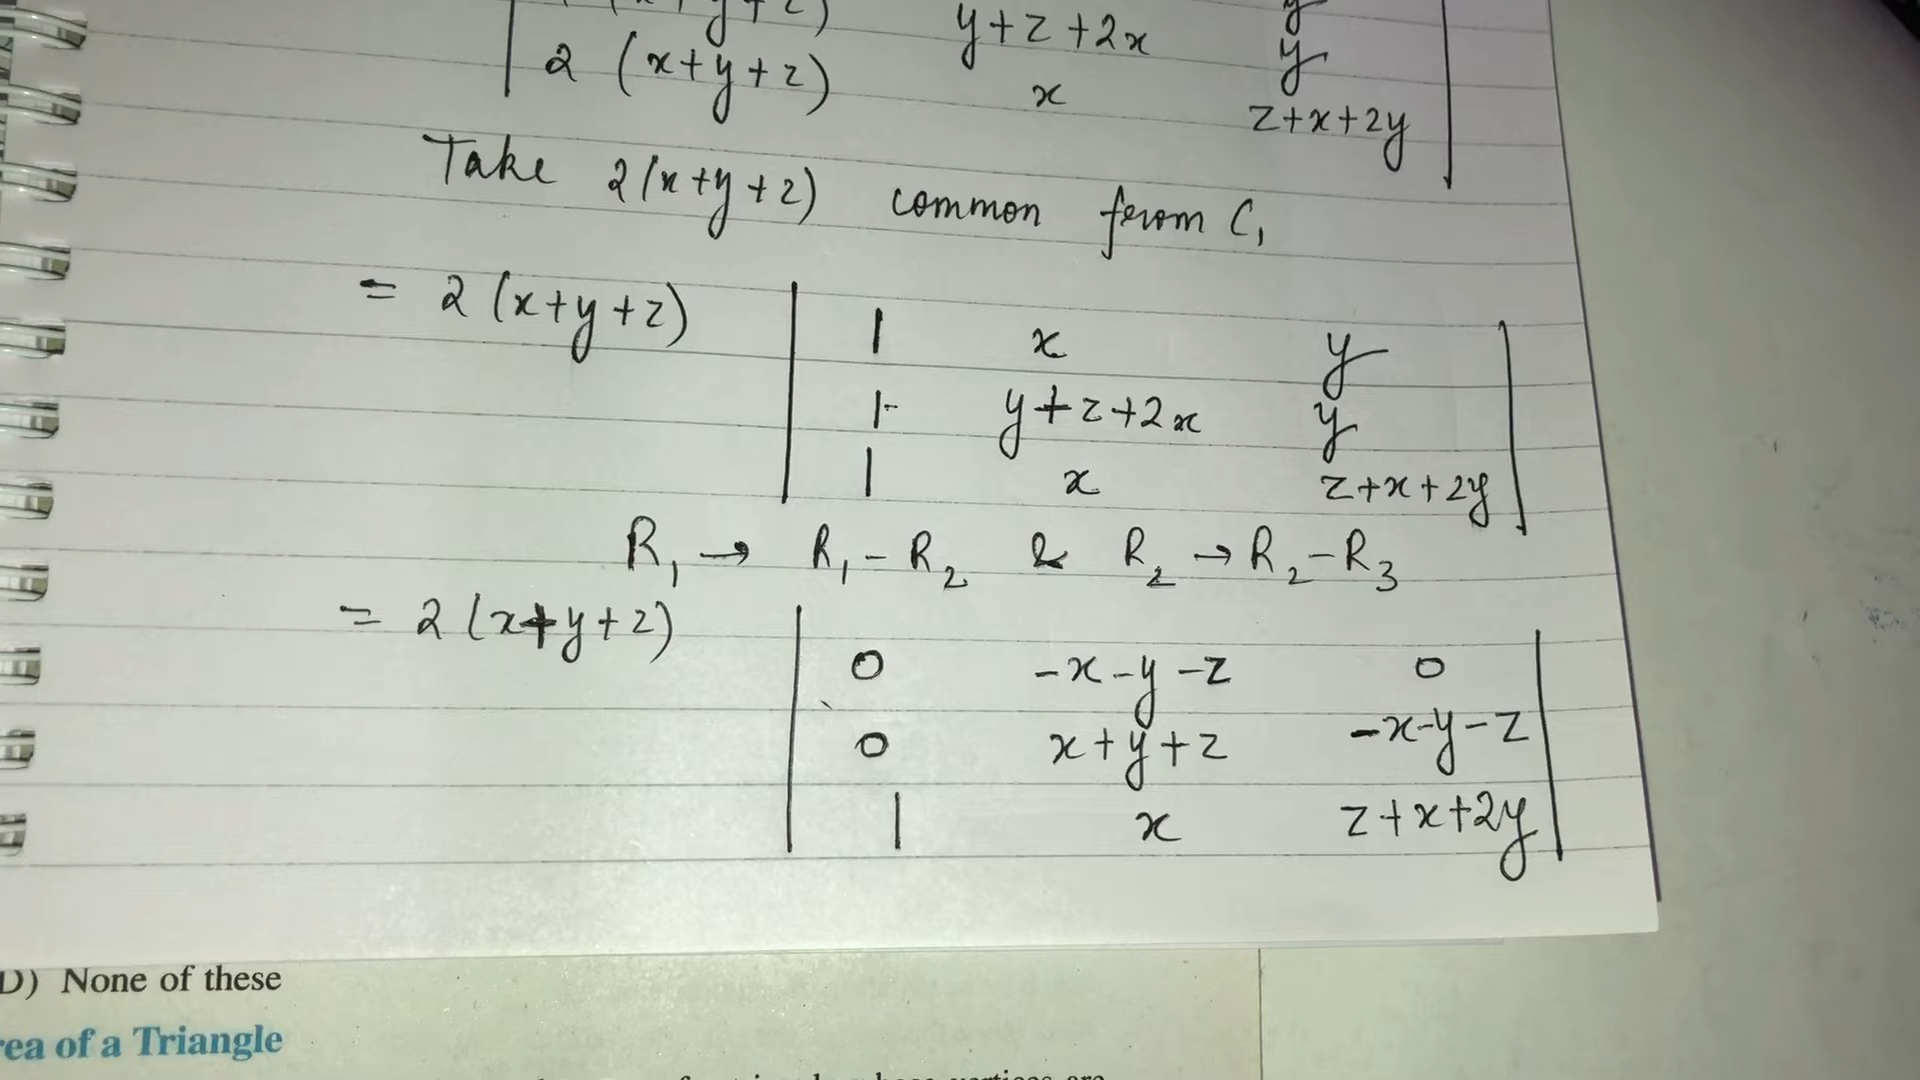 (x+y+z) y+z+2x y
2 (x+y+z) x y
z+x+2y
Take 2(x+y+z) common from C₁
= 2 (x+y+z) | 1 x y |
1 y+z+2x y
1 x z+x+2y
R₁ → R₁ - R₂ & R₂ → R₂ - R₃
= 2 (x+y+z) | 0 -x-y-z 0 |
0 x+y+z -x-y-z
1 x z+x+2y
D) None of these
rea of a Triangle